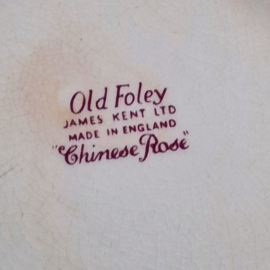 Old Foley
JAMES KENT LTD
MADE IN ENGLAND
"Chinese Rose"